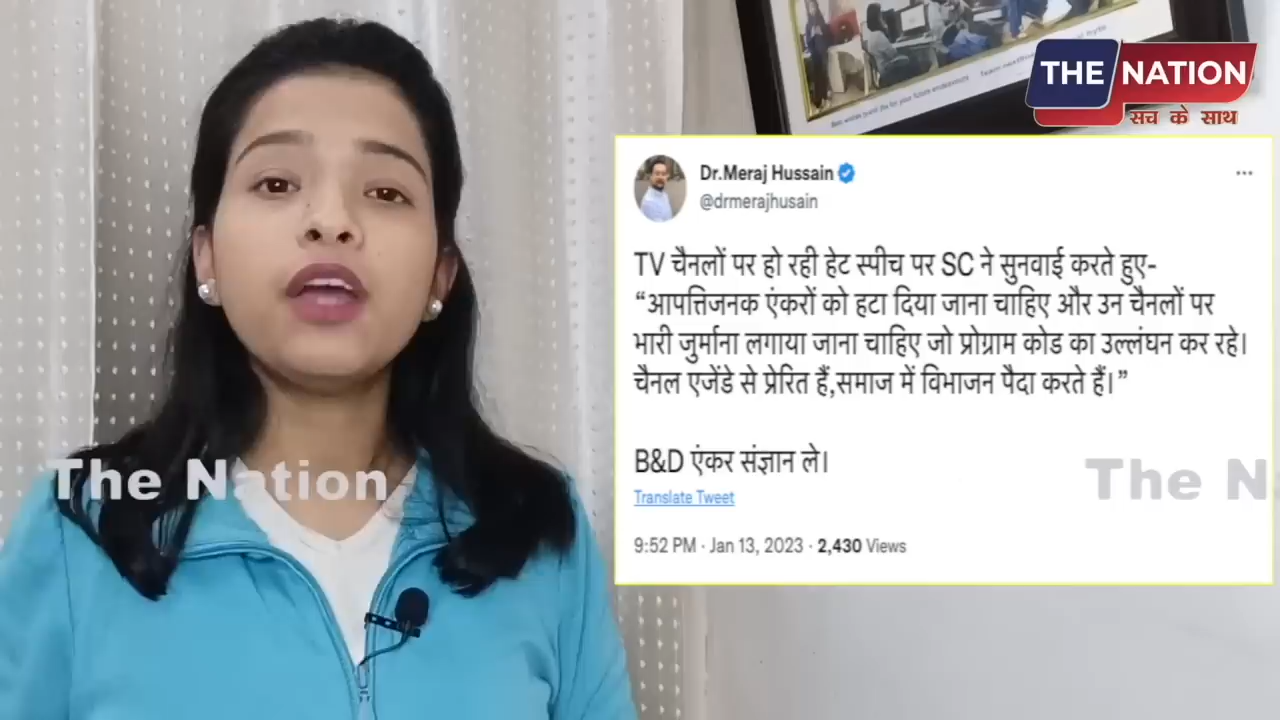 THE NATION
सच के साथ
Dr.Meraj Hussain
@drmerajhusain
TV चैनलों पर हो रही हेट स्पीच पर SC ने सुनवाई करते हुए-
“आपत्तिजनक एंकरों को हटा दिया जाना चाहिए और उन चैनलों पर
भारी जुर्माना लगाया जाना चाहिए जो प्रोग्राम कोड का उल्लंघन कर रहे।
चैनल एजेंडे से प्रेरित हैं,समाज में विभाजन पैदा करते हैं।”
B&D एंकर संज्ञान ले।
Translate Tweet
9:52 PM · Jan 13, 2023 · 2,430 Views
The Nation
The N